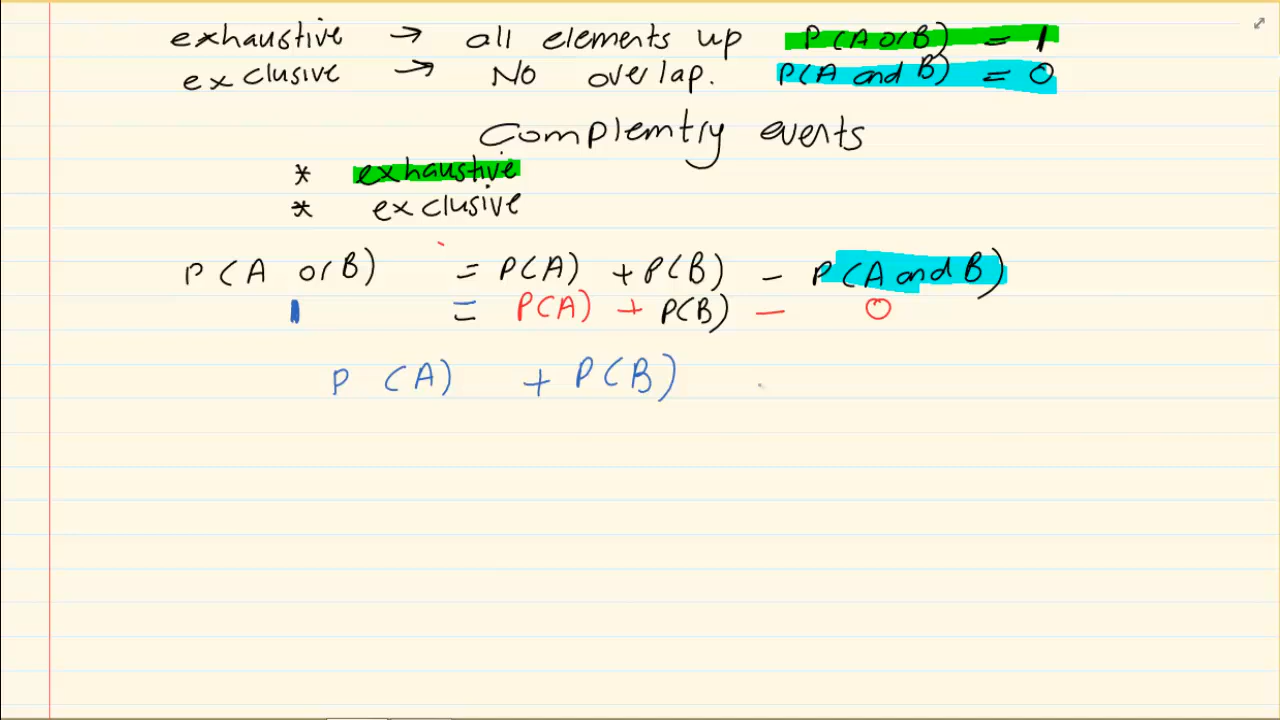 exhaustive → all elements up P(A or B) = 1
exclusive → No overlap. P(A and B) = 0
Complemtry events
* exhaustive
* exclusive
P(A or B) = P(A) + P(B) - P(A and B)
1 = P(A) + P(B) - 0
P(A) + P(B)